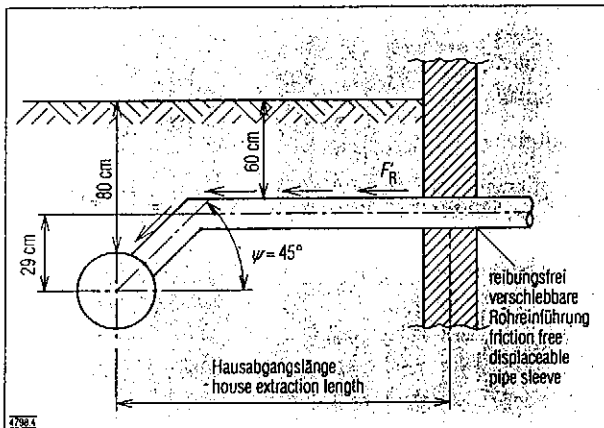 80 cm
60 cm
F'R
29 cm
ψ = 45°
reibungsfrei
verschiebbare
Rohreinführung
friction free
displaceable
pipe sleeve
Hausabgangslänge
house extraction length
4798.4